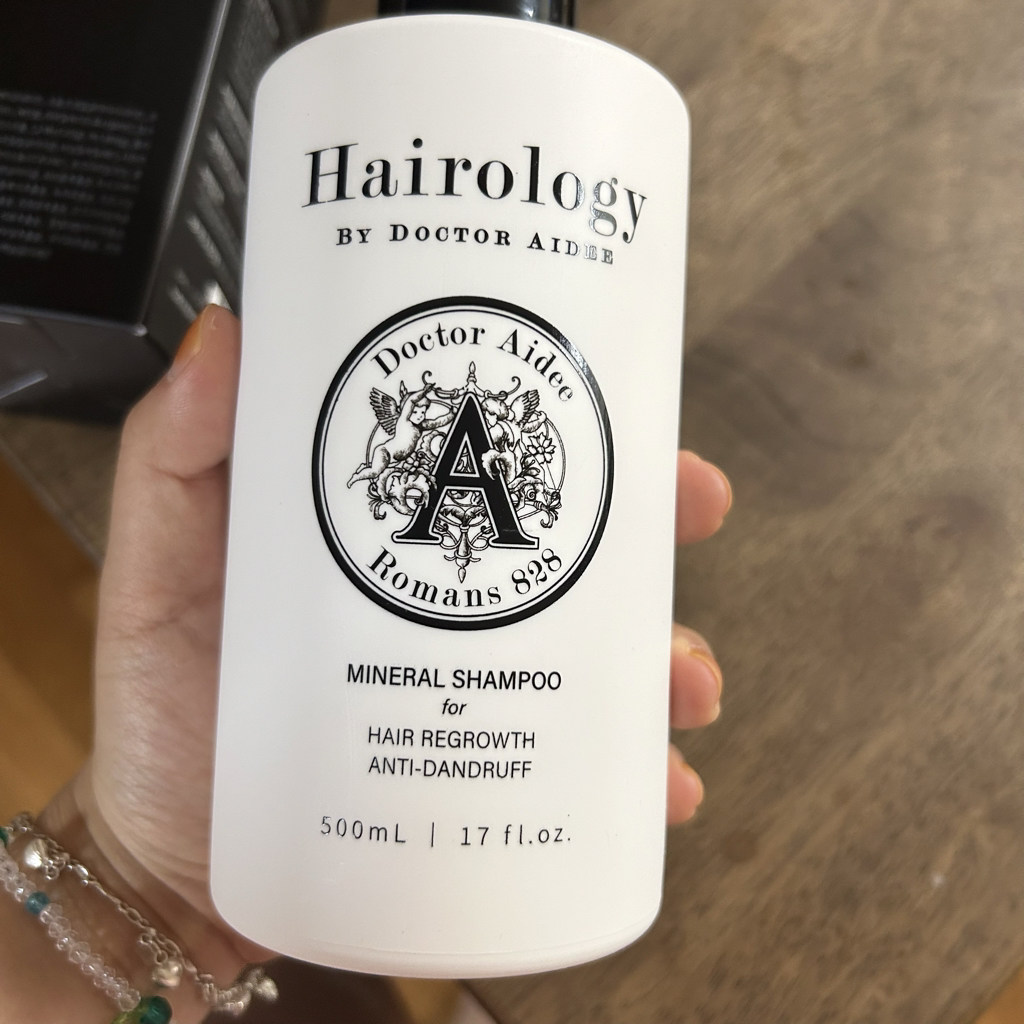 Hairology
BY DOCTOR AIDEE
Doctor Aidee
A
Romans 828
MINERAL SHAMPOO
for
HAIR REGROWTH
ANTI-DANDRUFF
500mL | 17 fl.oz.